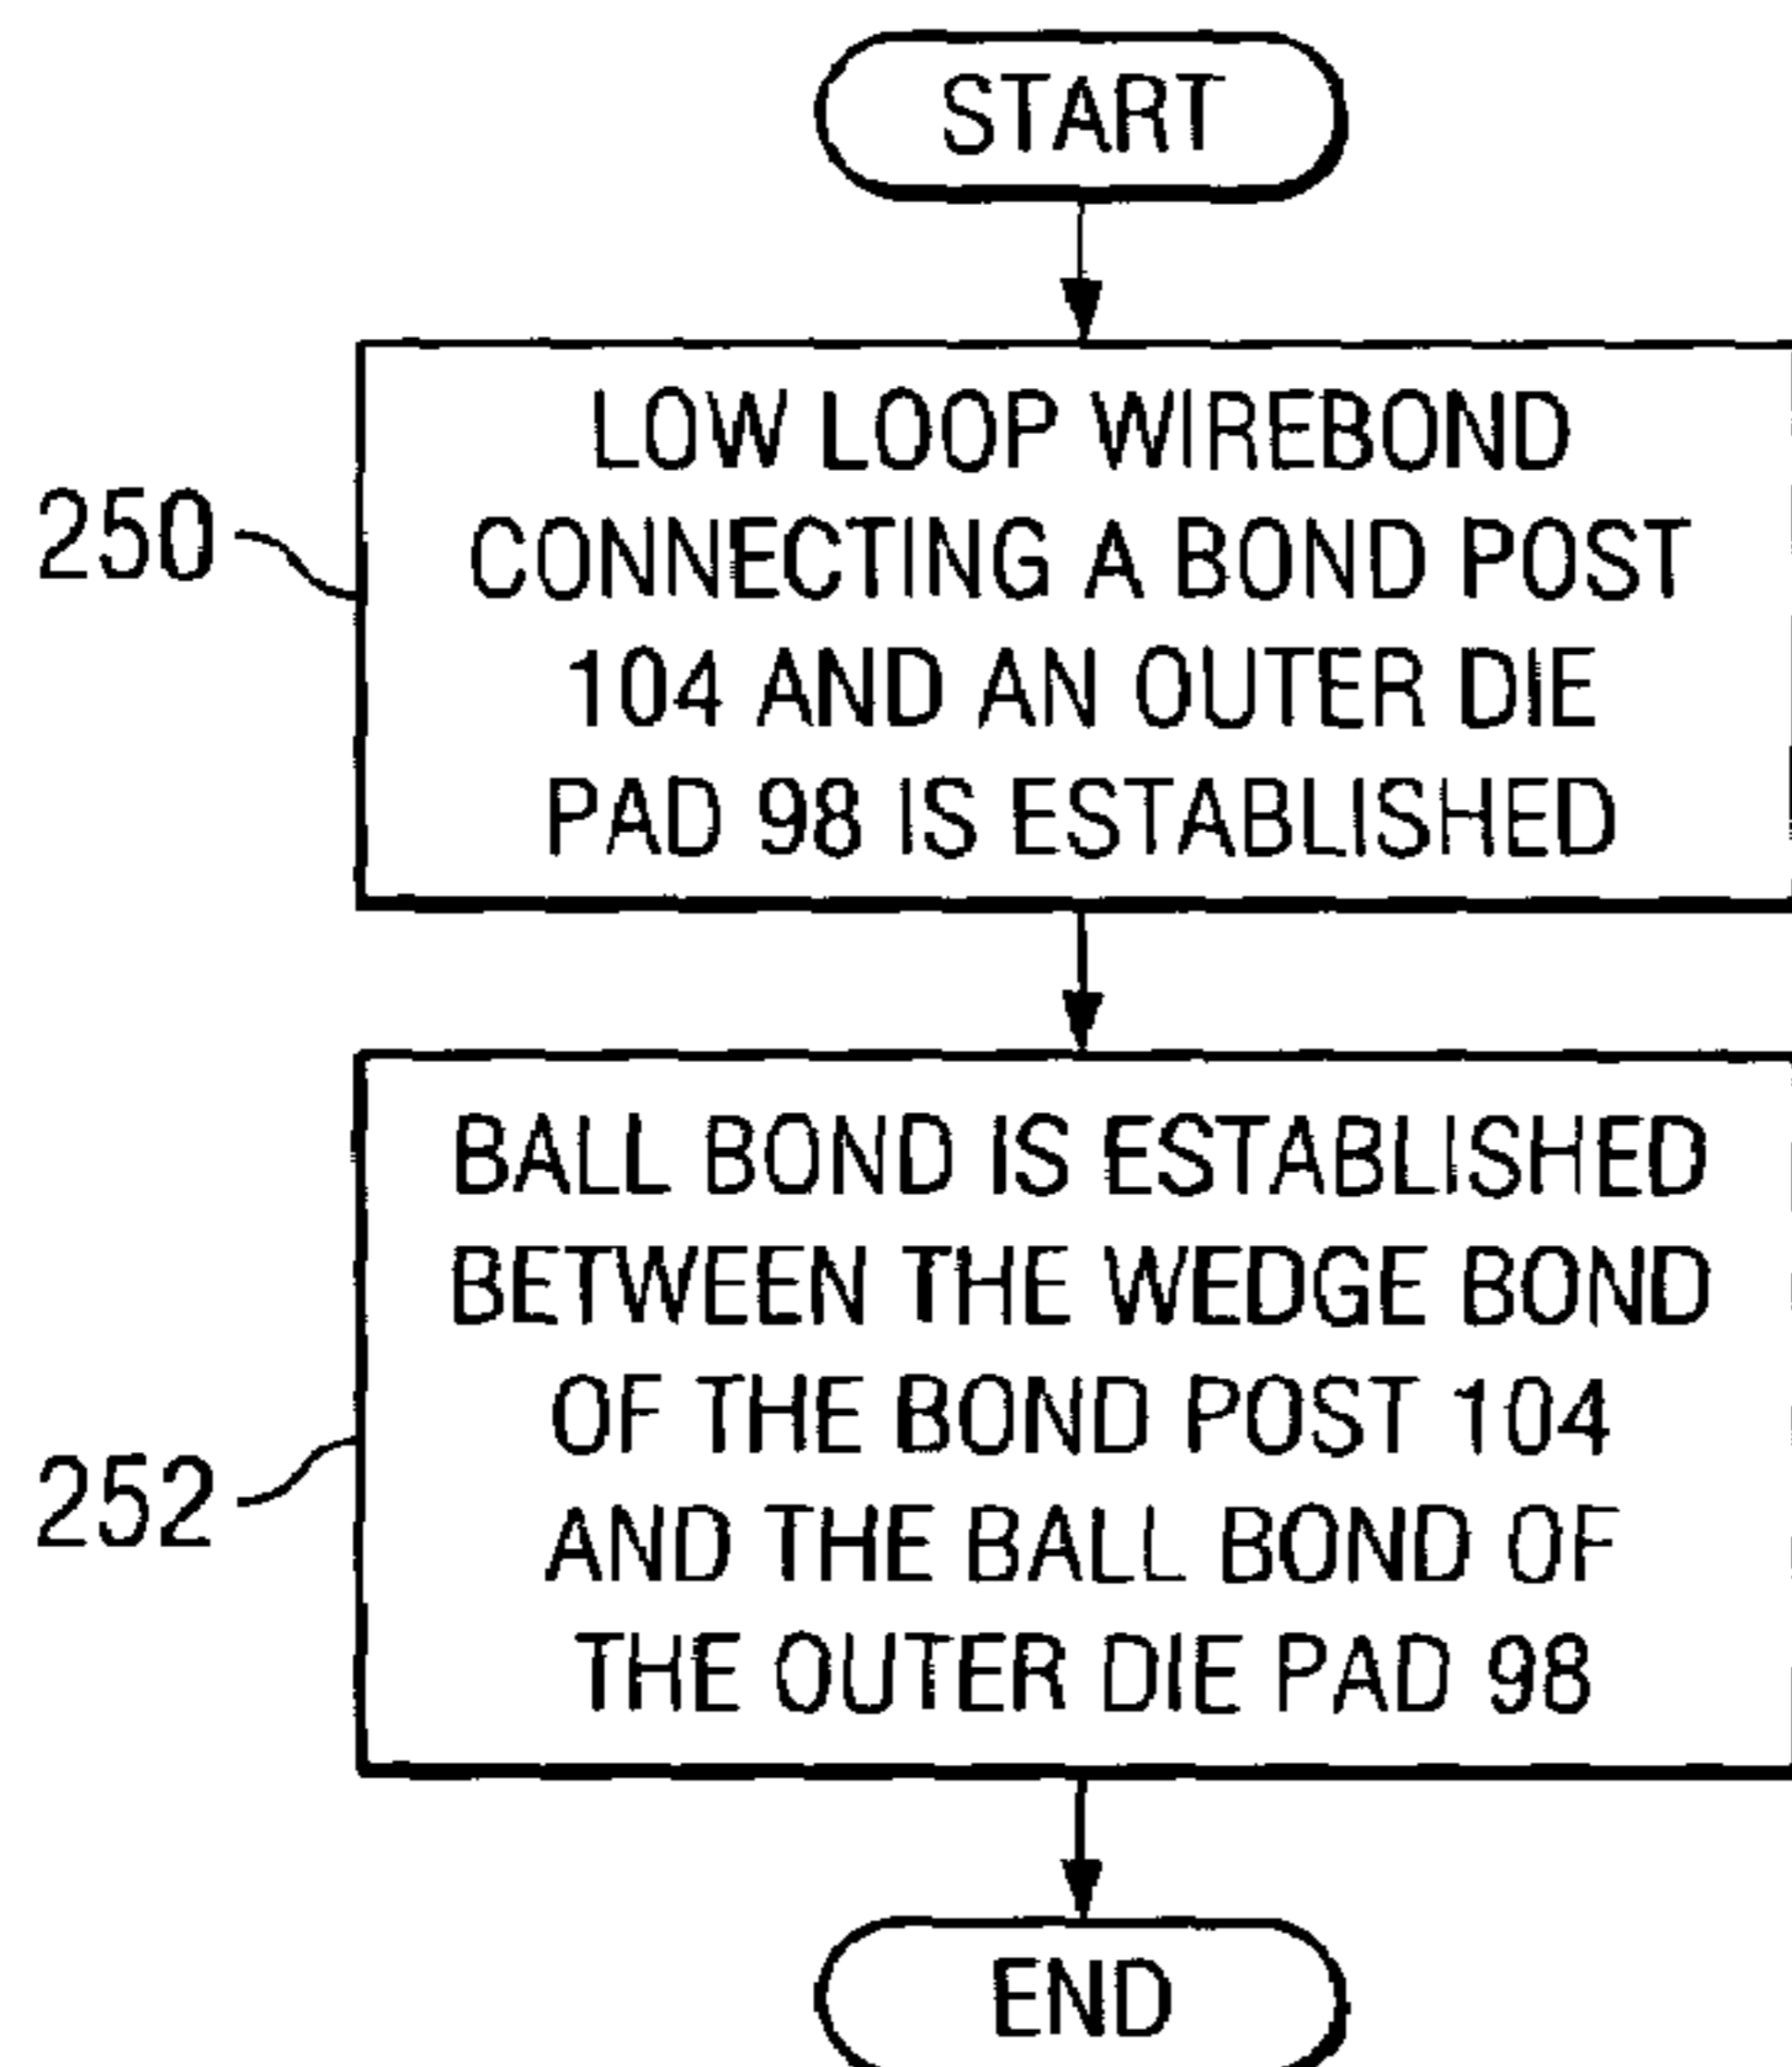 START
LOW LOOP WIREBOND
CONNECTING A BOND POST
250
104 AND AN OUTER DIE
PAD 98 IS ESTABLISHED
BALL BOND IS ESTABLISHED
BETWEEN THE WEDGE BOND
OF THE BOND POST 104
252
AND THE BALL BOND OF
THE OUTER DIE PAD 98
END